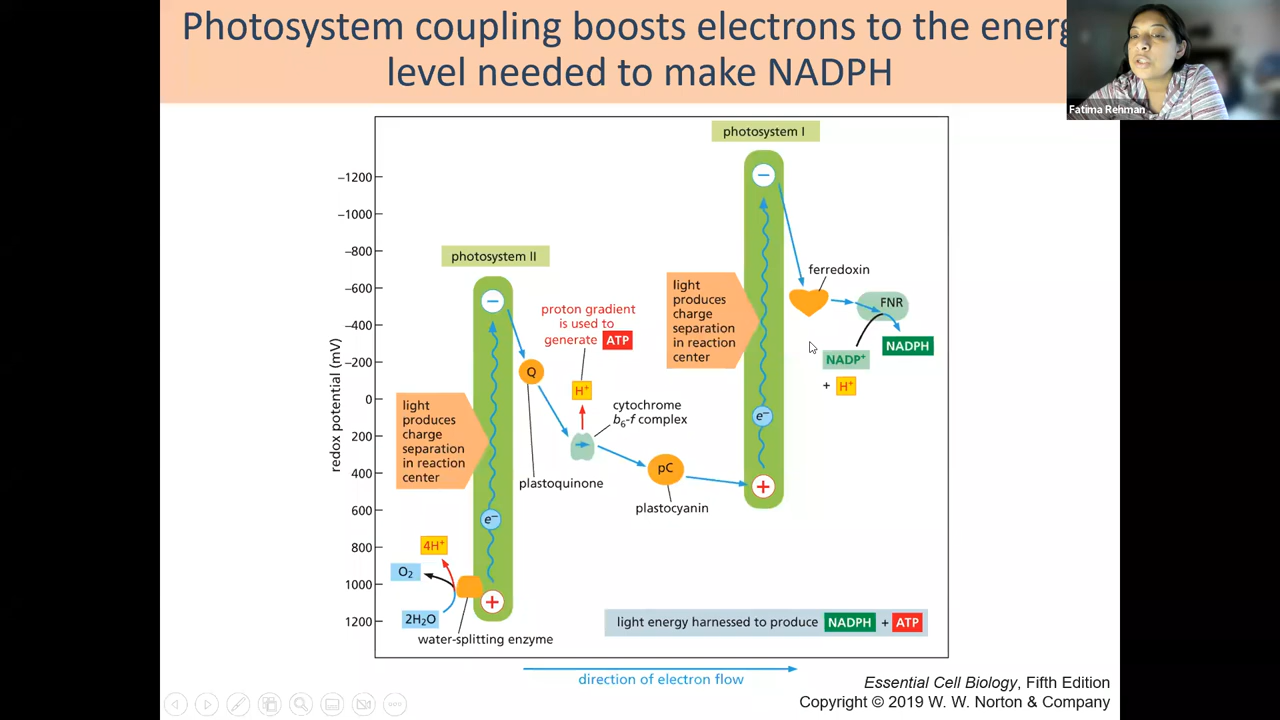 Photosystem coupling boosts electrons to the energ
level needed to make NADPH
Fatima Rehman
photosystem I
−1200
−1000
−800
−600
−400
−200
0
200
400
600
800
1000
1200
redox potential (mV)
photosystem II
−
−
light
produces
charge
separation
in reaction
center
e−
+
4H+
O2
2H2O
water-splitting enzyme
Q
plastoquinone
proton gradient
is used to
generate ATP
H+
cytochrome
b6-f complex
pC
plastocyanin
light
produces
charge
separation
in reaction
center
e−
+
ferredoxin
FNR
NADP+
+ H+
NADPH
light energy harnessed to produce NADPH + ATP
direction of electron flow
Essential Cell Biology, Fifth Edition
Copyright © 2019 W. W. Norton & Company